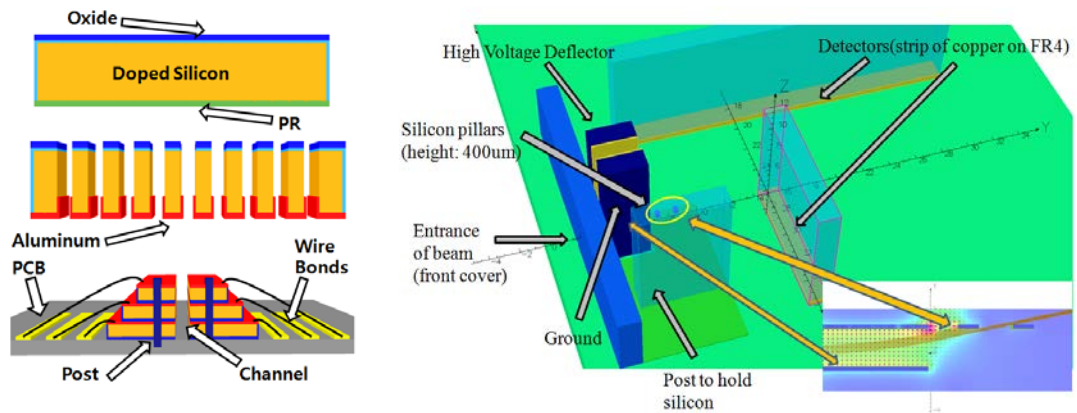 Oxide
Doped Silicon
PR
Aluminum
PCB
Wire
Bonds
Post
Channel
High Voltage Deflector
Detectors(strip of copper on FR4)
Silicon pillars
(height: 400um)
Entrance
of beam
(front cover)
Ground
Post to hold
silicon
Z
Y